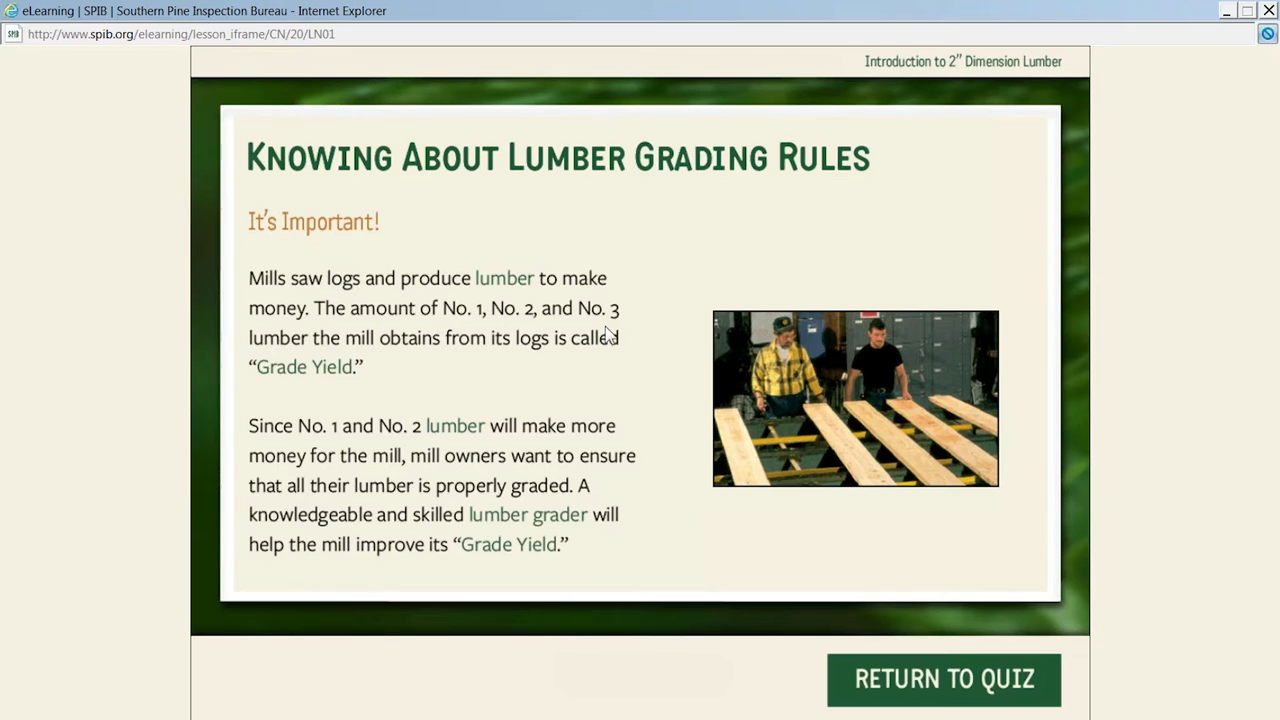 eLearning | SPIB | Southern Pine Inspection Bureau - Internet Explorer
SPIB
http://www.spib.org/elearning/lesson_iframe/CN/20/LN01
Introduction to 2" Dimension Lumber
KNOWING ABOUT LUMBER GRADING RULES
It's Important!
Mills saw logs and produce lumber to make
money. The amount of No. 1, No. 2, and No. 3
lumber the mill obtains from its logs is called
“Grade Yield.”
Since No. 1 and No. 2 lumber will make more
money for the mill, mill owners want to ensure
that all their lumber is properly graded. A
knowledgeable and skilled lumber grader will
help the mill improve its “Grade Yield.”
RETURN TO QUIZ